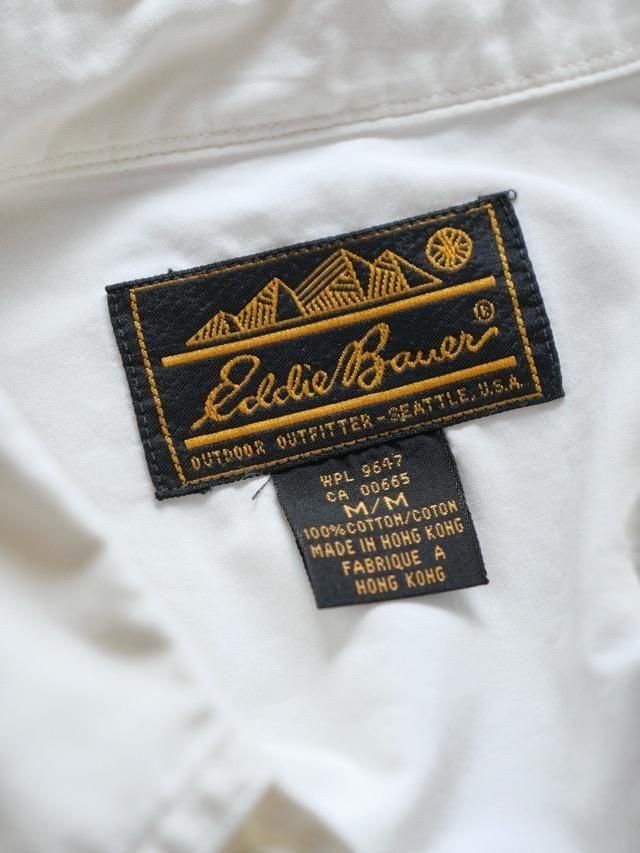 Eddie Bauer®
OUTDOOR OUTFITTER - SEATTLE, U.S.A.
WPL 9647
CA 00665
M/M
100% COTTON/COTON
MADE IN HONG KONG
FABRIQUE A
HONG KONG